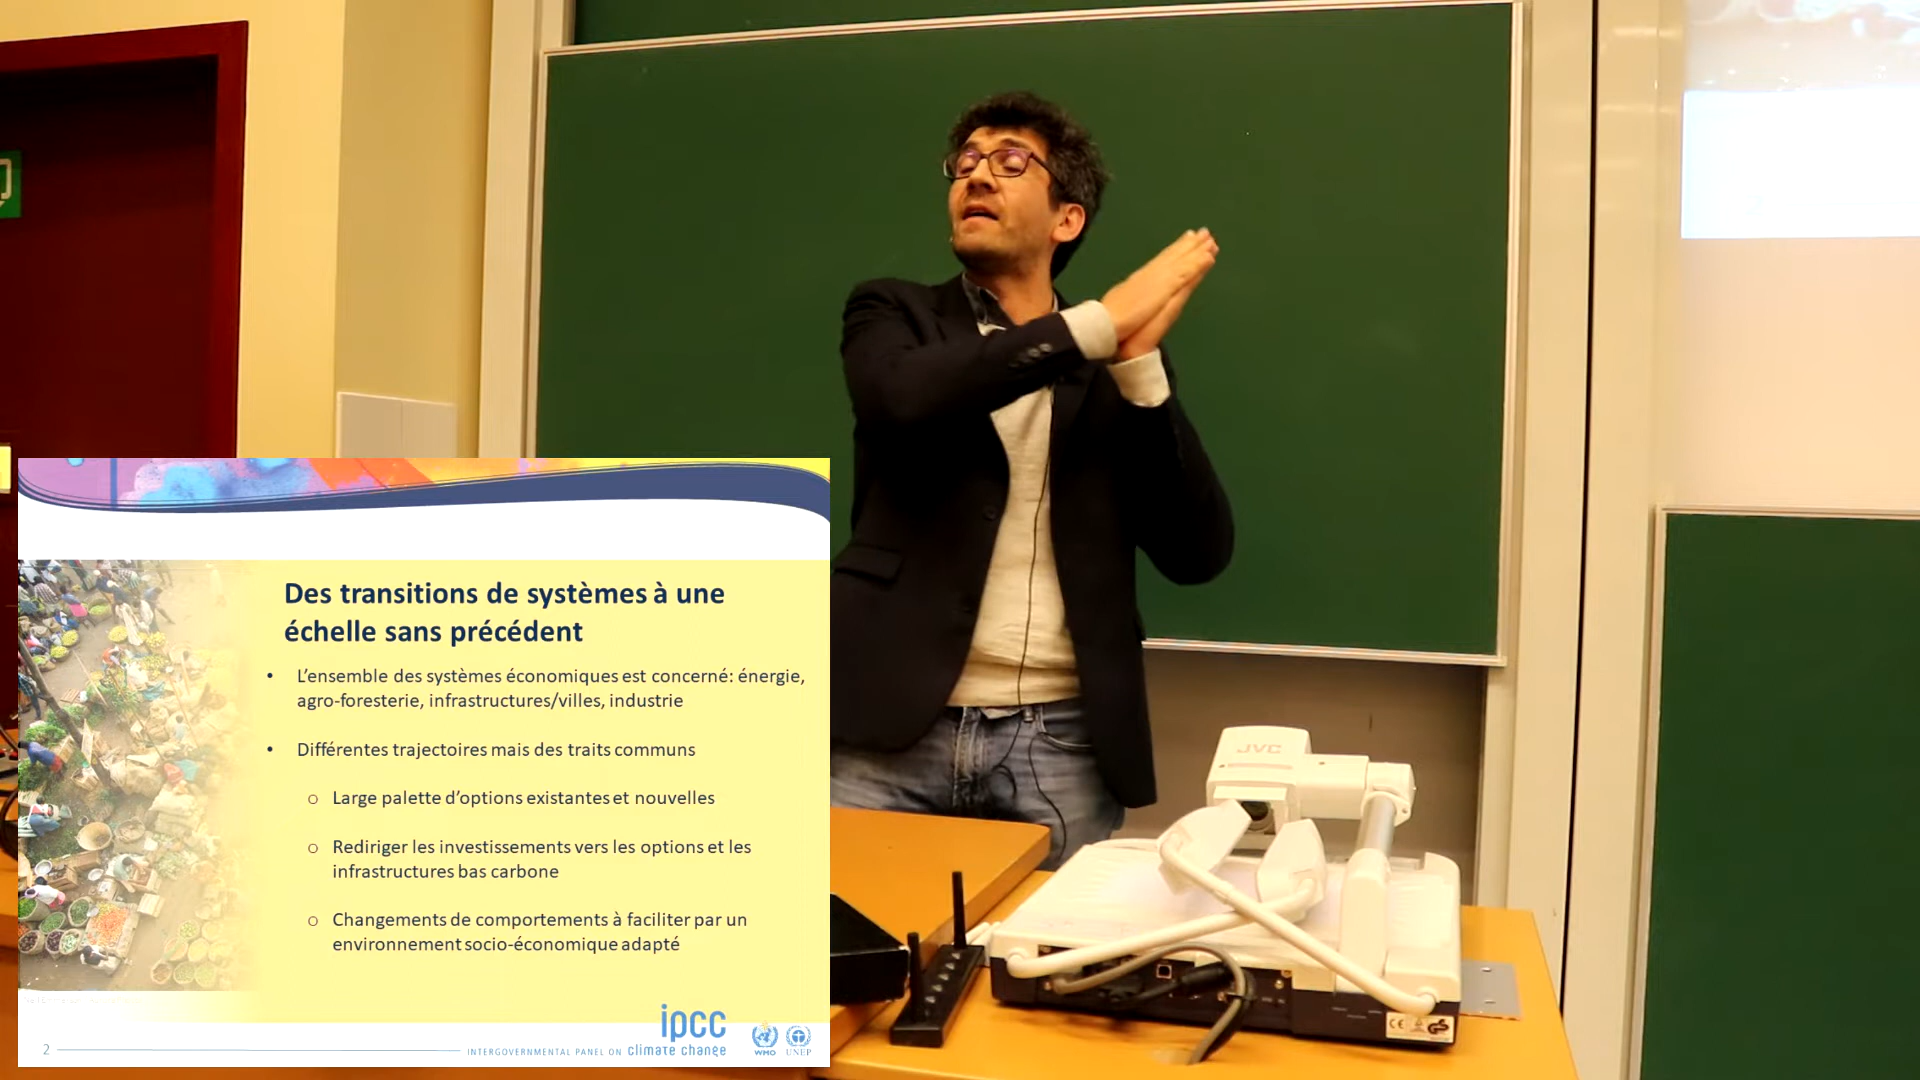 JVC
Des transitions de systèmes à une
échelle sans précédent
• L'ensemble des systèmes économiques est concerné: énergie,
agro-foresterie, infrastructures/villes, industrie
• Différentes trajectoires mais des traits communs
o Large palette d'options existantes et nouvelles
o Rediriger les investissements vers les options et les
infrastructures bas carbone
o Changements de comportements à faciliter par un
environnement socio-économique adapté
ipcc
INTERGOVERNMENTAL PANEL ON climate change
WMO UNEP
2
CE GS